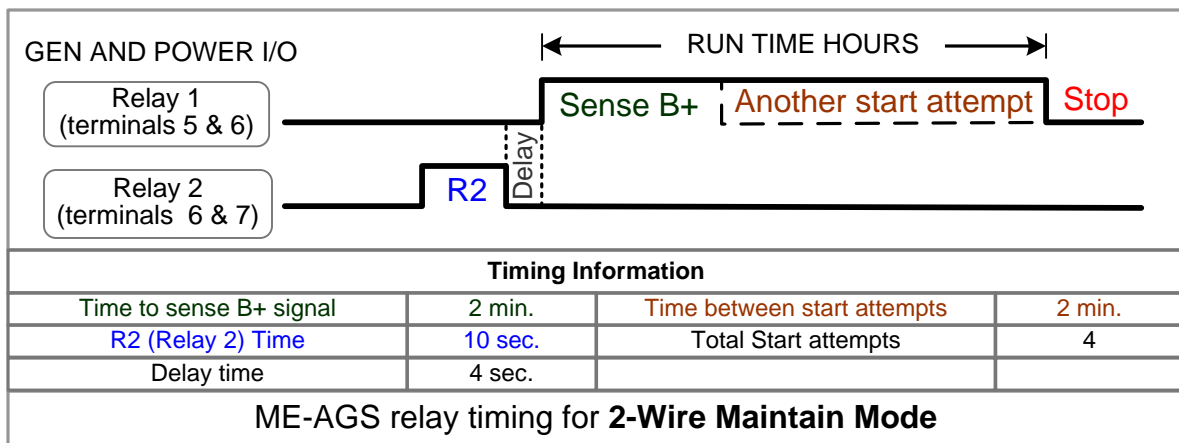 GEN AND POWER I/O
RUN TIME HOURS
Relay 1
(terminals 5 & 6)
Sense B+
Another start attempt
Stop
Delay
Relay 2
(terminals 6 & 7)
R2
Timing Information
Time to sense B+ signal 2 min. Time between start attempts 2 min.
R2 (Relay 2) Time 10 sec. Total Start attempts 4
Delay time 4 sec.
ME-AGS relay timing for 2-Wire Maintain Mode